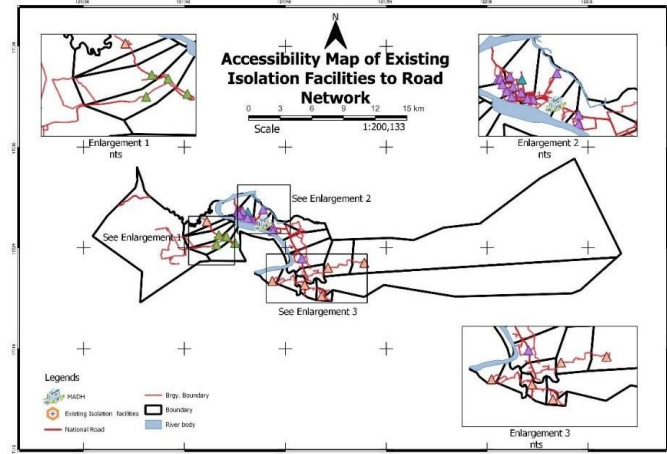 N
Accessibility Map of Existing
Isolation Facilities to Road
Network
0 3 6 9 12 15 km
Scale 1:200,133
Enlargement 1
nts
Enlargement 2
nts
See Enlargement 2
See Enlargement 1
See Enlargement 3
Enlargement 3
nts
Legends
MADH
Existing Isolation facilities
National Road
Brgy. Boundary
Boundary
River body